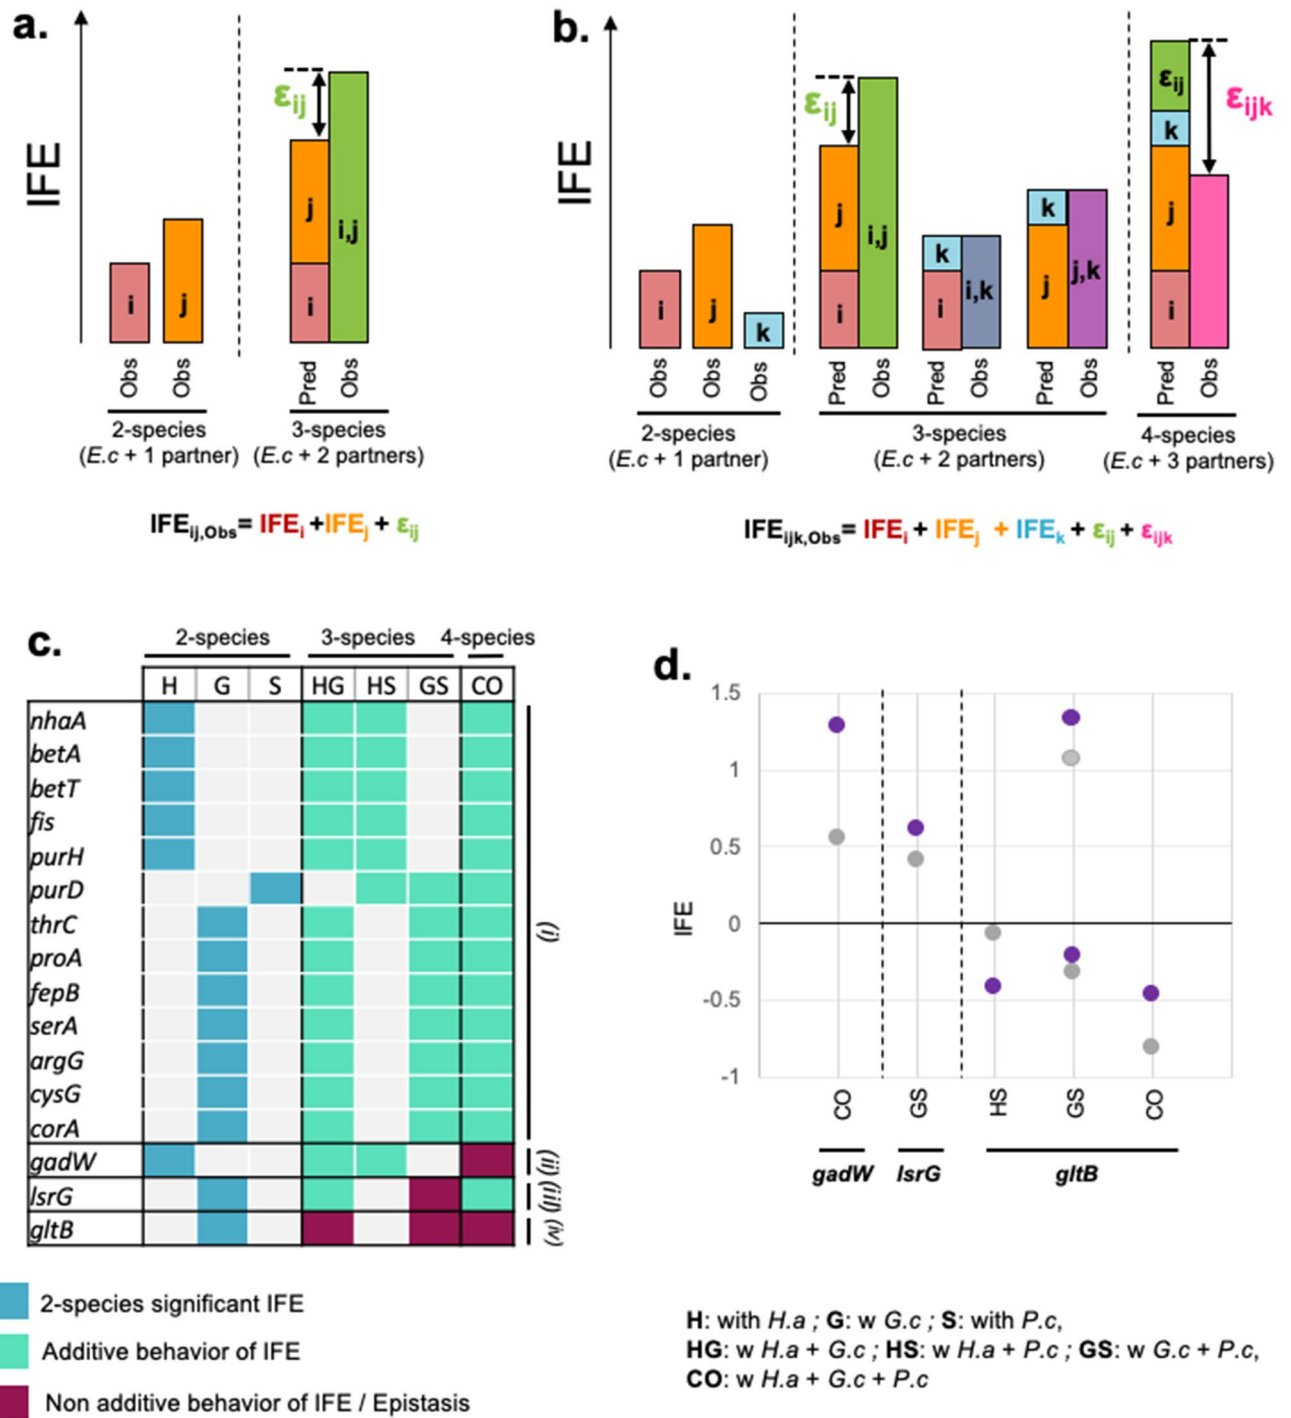 a.
IFE
εij
i
j
j
i
i,j
Obs
Obs
Pred
Obs
2-species
(E.c + 1 partner)
3-species
(E.c + 2 partners)
IFEij,Obs= IFEi +IFEj + εij
b.
IFE
i
j
k
εij
j
i
i,j
k
i
i,k
k
j
j,k
εij
k
j
i
εijk
Obs
Obs
Obs
Pred
Obs
Pred
Obs
Pred
Obs
Pred
Obs
2-species
(E.c + 1 partner)
3-species
(E.c + 2 partners)
4-species
(E.c + 3 partners)
IFEijk,Obs= IFEi + IFEj + IFEk + εij + εijk
c.
2-species 3-species 4-species
H G S HG HS GS CO
nhaA
betA
betT
fis
purH
purD
thrC
proA
fepB
serA
argG
cysG
corA
gadW
lsrG
gltB
(i)
(ii)
(iii)
(iv)
2-species significant IFE
Additive behavior of IFE
Non additive behavior of IFE / Epistasis
d.
IFE
1.5
1
0.5
0
-0.5
-1
CO
GS
HS
GS
CO
gadW
lsrG
gltB
H: with H.a ; G: w G.c ; S: with P.c,
HG: w H.a + G.c ; HS: w H.a + P.c ; GS: w G.c + P.c,
CO: w H.a + G.c + P.c